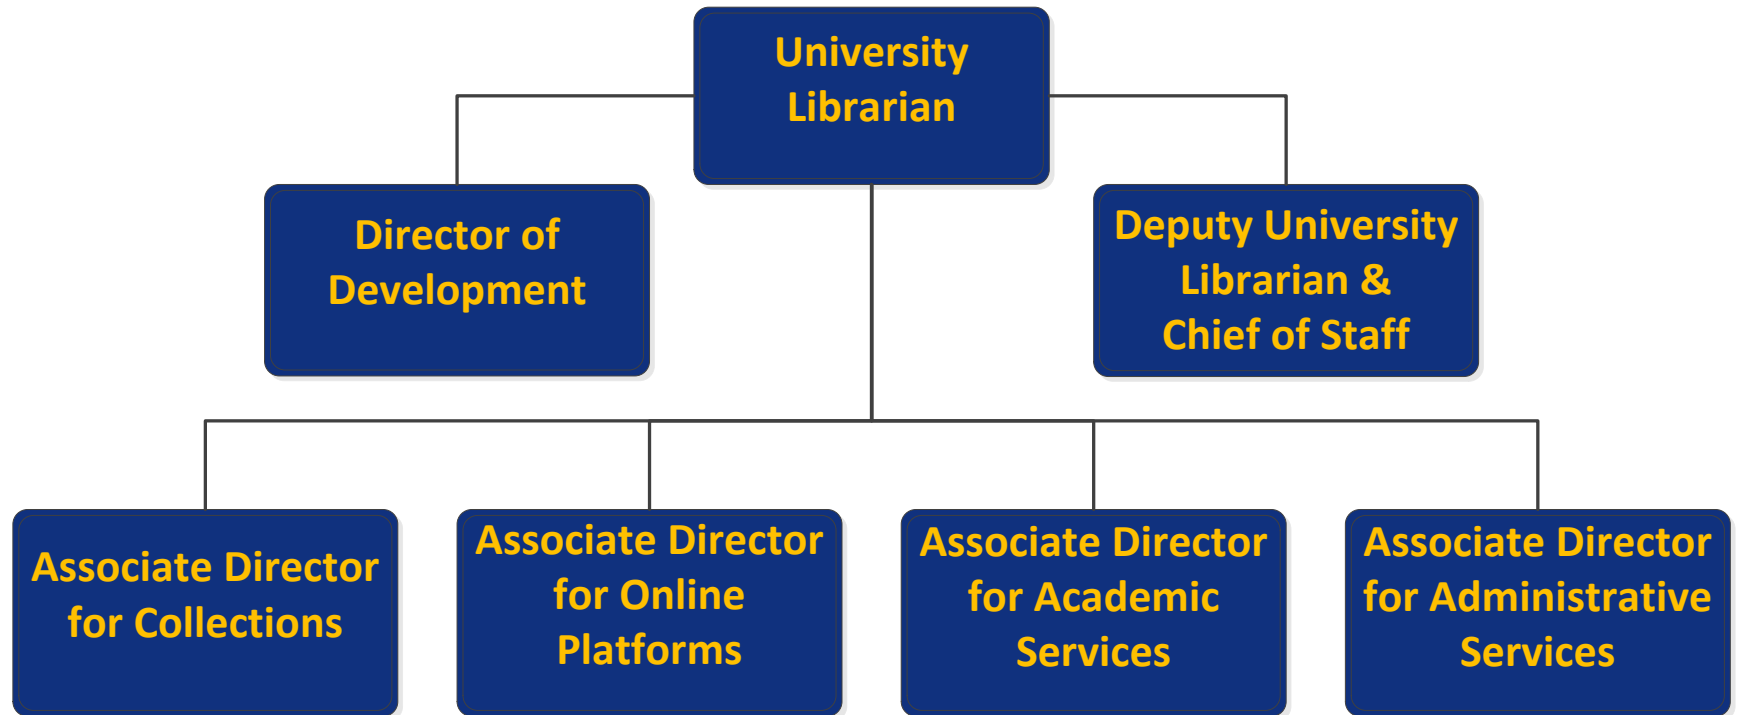 University
Librarian
Director of
Development
Deputy University
Librarian &
Chief of Staff
Associate Director
for Collections
Associate Director
for Online
Platforms
Associate Director
for Academic
Services
Associate Director
for Administrative
Services